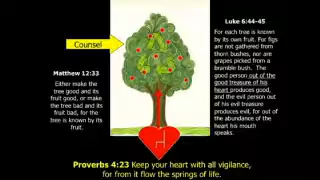 Counsel
Matthew 12:33
Either make the
tree good and its
fruit good, or make
the tree bad and its
fruit bad, for the
tree is known by its
fruit.
Luke 6:44-45
For each tree is known
by its own fruit. For figs
are not gathered from
thorn bushes, nor are
grapes picked from a
bramble bush.  The
good person out of the
good treasure of his
heart produces good,
and the evil person out
of his evil treasure
produces evil, for out of
the abundance of the
heart his mouth
speaks.
Proverbs 4:23 Keep your heart with all vigilance,
for from it flow the springs of life.